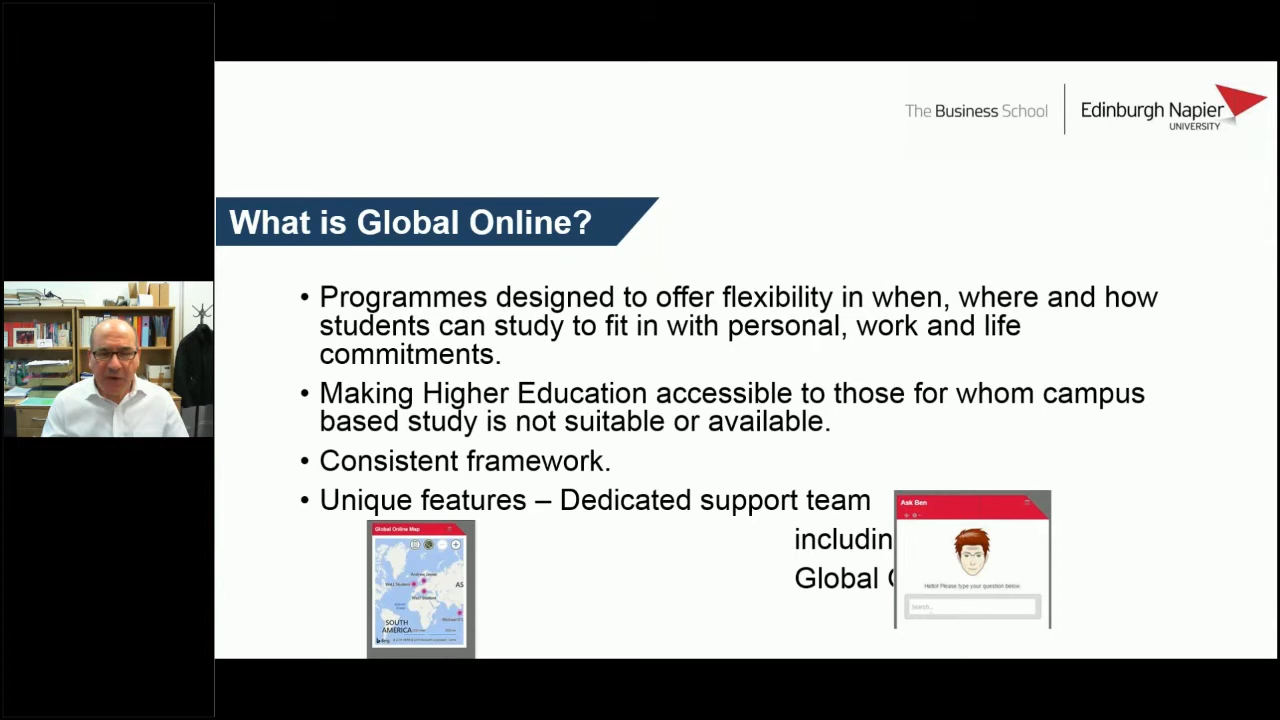 The Business School
Edinburgh Napier
UNIVERSITY
What is Global Online?
• Programmes designed to offer flexibility in when, where and how
students can study to fit in with personal, work and life
commitments.
• Making Higher Education accessible to those for whom campus
based study is not suitable or available.
• Consistent framework.
• Unique features – Dedicated support team
includin
Global
Global Online Map
AS
SOUTH
AMERICA
Ask Ben
Hello! Please type your question below.
Search...